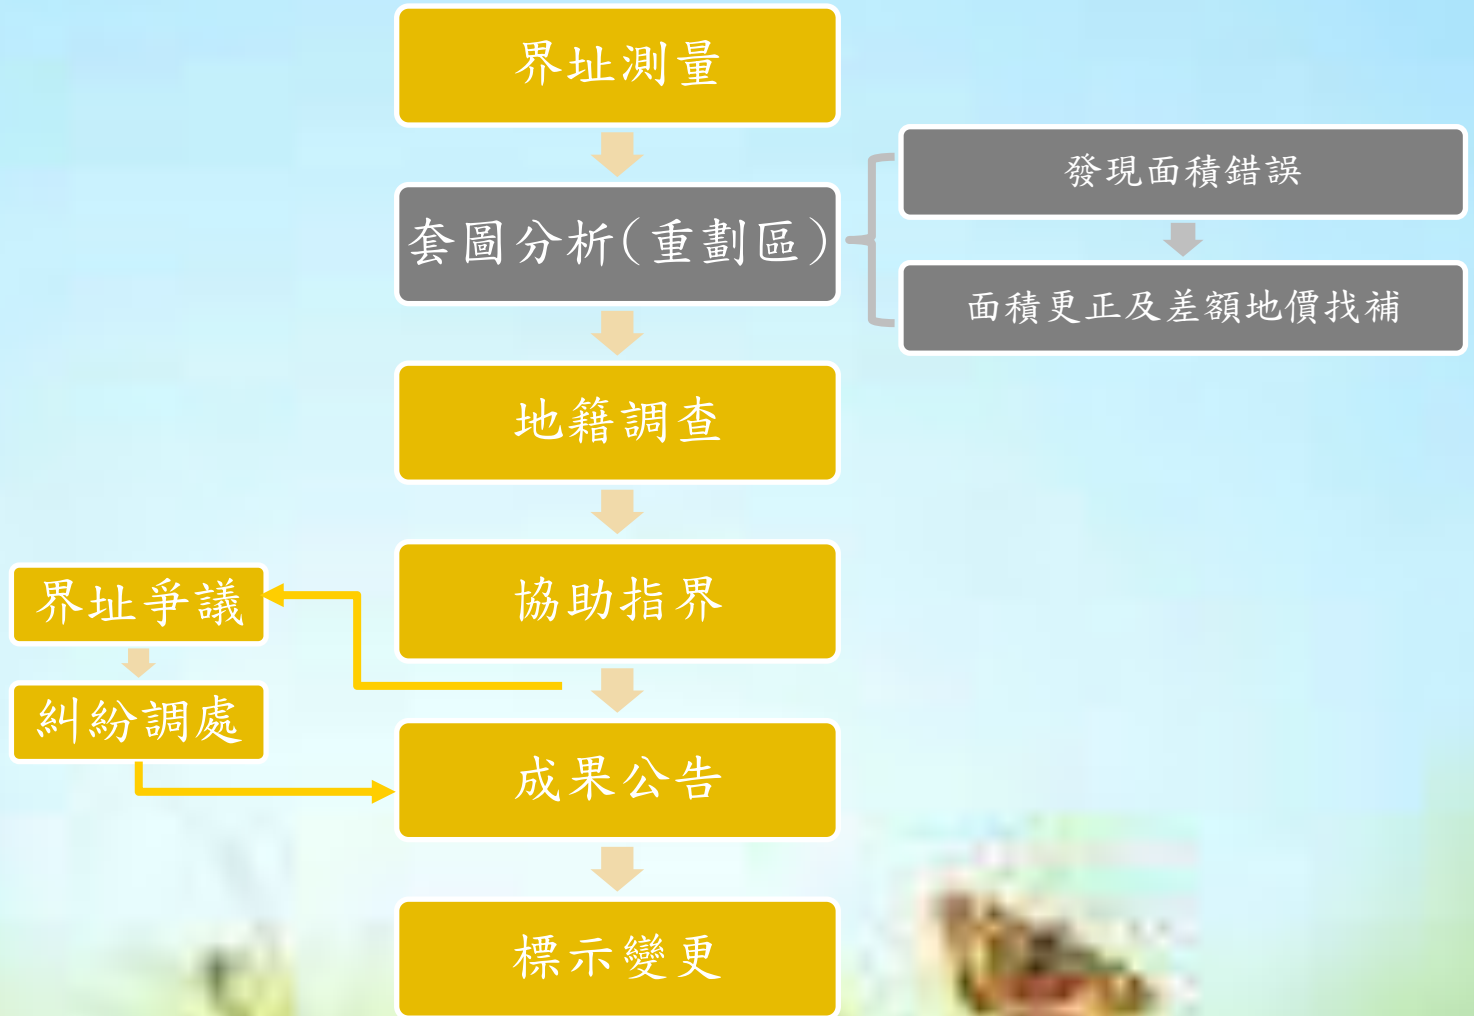 界址測量
套圖分析(重劃區)
發現面積錯誤
面積更正及差額地價找補
地籍調查
協助指界
界址爭議
糾紛調處
成果公告
標示變更